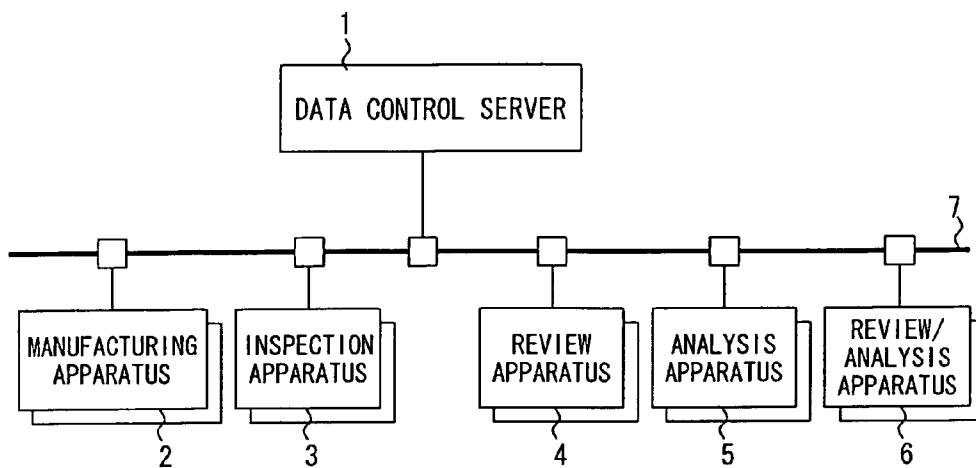 1
DATA CONTROL SERVER
7
MANUFACTURING
APPARATUS
INSPECTION
APPARATUS
REVIEW
APPARATUS
ANALYSIS
APPARATUS
REVIEW/
ANALYSIS
APPARATUS
2
3
4
5
6